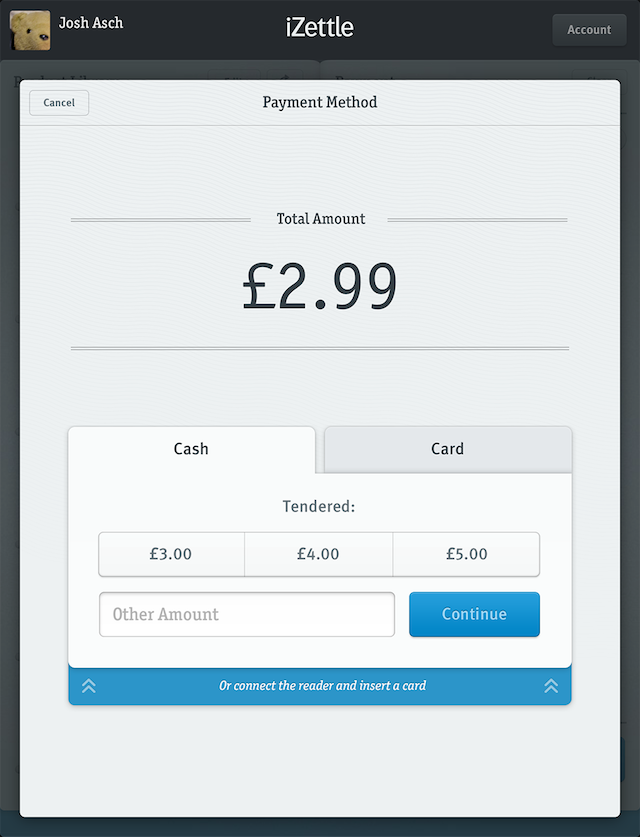 Josh Asch
iZettle
Account
Cancel
Payment Method
Total Amount
£2.99
Cash
Card
Tendered:
£3.00
£4.00
£5.00
Other Amount
Continue
Or connect the reader and insert a card